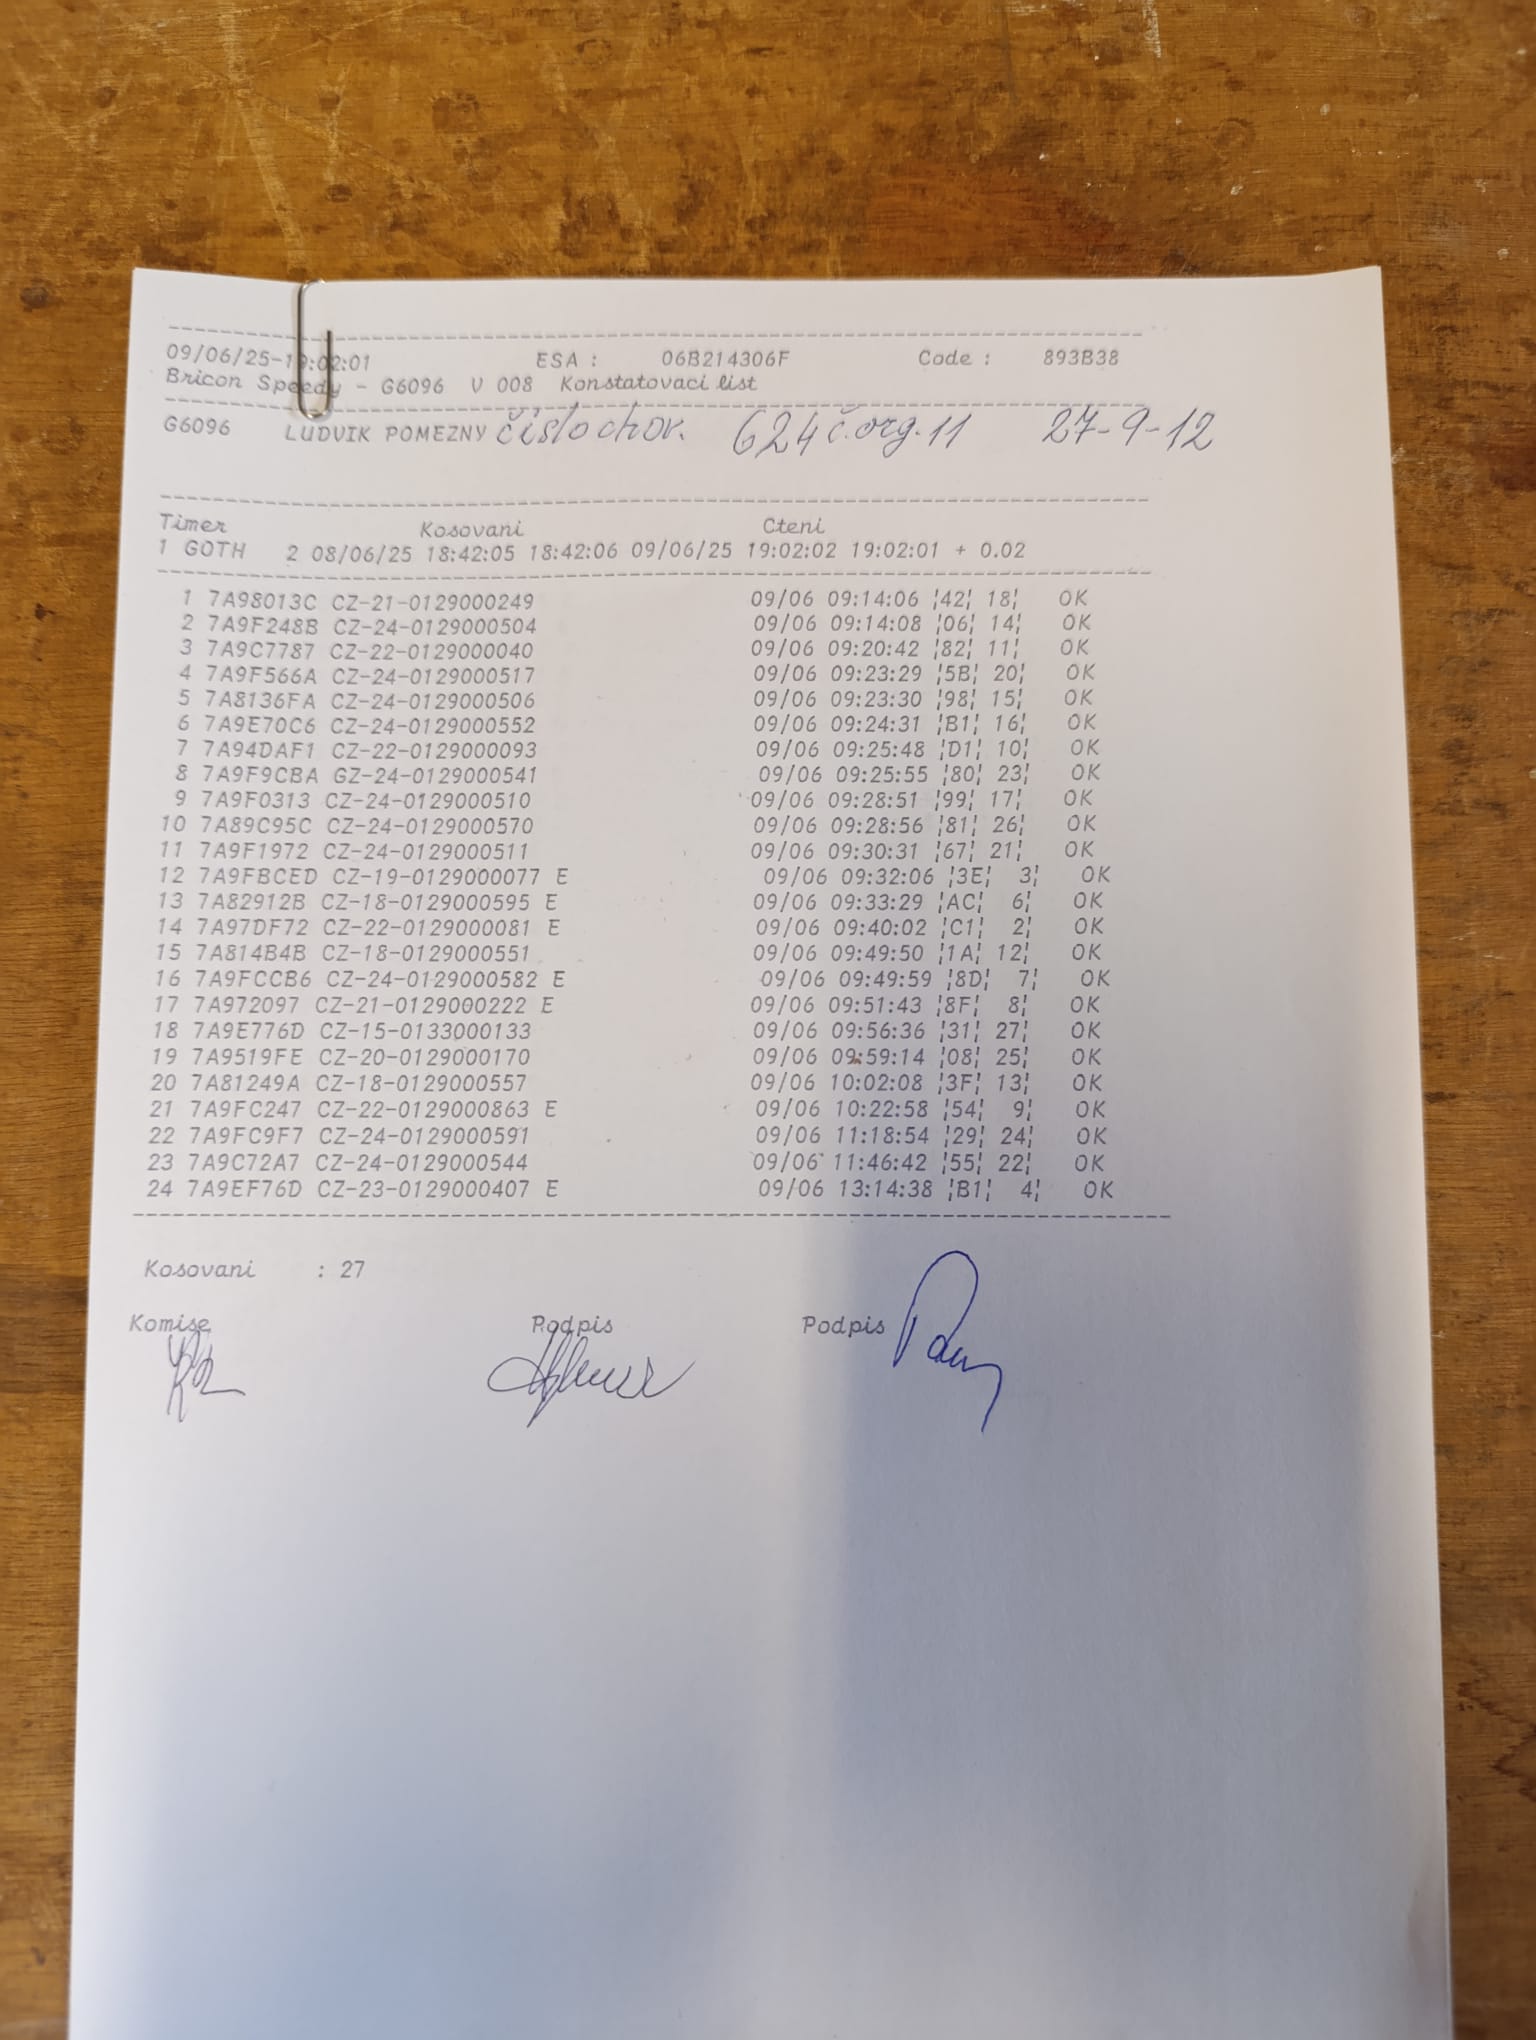 09/06/25-19:02:01 ESA : 06B214306F Code : 893B38
Bricon Speedy - G6096 V 008 Konstatovaci list
G6096 LUDVIK POMEZNY číslo chov. 624 č.org.11 27-9-12
Timer Kosovani Cteni
1 GOTH 2 08/06/25 18:42:05 18:42:06 09/06/25 19:02:02 19:02:01 + 0.02
1 7A98013C CZ-21-0129000249 09/06 09:14:06 ¦42¦ 18¦ OK
2 7A9F248B CZ-24-0129000504 09/06 09:14:08 ¦06¦ 14¦ OK
3 7A9C7787 CZ-22-0129000040 09/06 09:20:42 ¦82¦ 11¦ OK
4 7A9F566A CZ-24-0129000517 09/06 09:23:29 ¦5B¦ 20¦ OK
5 7A8136FA CZ-24-0129000506 09/06 09:23:30 ¦98¦ 15¦ OK
6 7A9E70C6 CZ-24-0129000552 09/06 09:24:31 ¦B1¦ 16¦ OK
7 7A94DAF1 CZ-22-0129000093 09/06 09:25:48 ¦D1¦ 10¦ OK
8 7A9F9CBA GZ-24-0129000541 09/06 09:25:55 ¦80¦ 23¦ OK
9 7A9F0313 CZ-24-0129000510 09/06 09:28:51 ¦99¦ 17¦ OK
10 7A89C95C CZ-24-0129000570 09/06 09:28:56 ¦81¦ 26¦ OK
11 7A9F1972 CZ-24-0129000511 09/06 09:30:31 ¦67¦ 21¦ OK
12 7A9FBCED CZ-19-0129000077 E 09/06 09:32:06 ¦3E¦ 3¦ OK
13 7A82912B CZ-18-0129000595 E 09/06 09:33:29 ¦AC¦ 6¦ OK
14 7A97DF72 CZ-22-0129000081 E 09/06 09:40:02 ¦C1¦ 2¦ OK
15 7A814B4B CZ-18-0129000551 09/06 09:49:50 ¦1A¦ 12¦ OK
16 7A9FCCB6 CZ-24-0129000582 E 09/06 09:49:59 ¦8D¦ 7¦ OK
17 7A972097 CZ-21-0129000222 E 09/06 09:51:43 ¦8F¦ 8¦ OK
18 7A9E776D CZ-15-0133000133 09/06 09:56:36 ¦31¦ 27¦ OK
19 7A9519FE CZ-20-0129000170 09/06 09:59:14 ¦08¦ 25¦ OK
20 7A81249A CZ-18-0129000557 09/06 10:02:08 ¦3F¦ 13¦ OK
21 7A9FC247 CZ-22-0129000863 E 09/06 10:22:58 ¦54¦ 9¦ OK
22 7A9FC9F7 CZ-24-0129000591 09/06 11:18:54 ¦29¦ 24¦ OK
23 7A9C72A7 CZ-24-0129000544 09/06 11:46:42 ¦55¦ 22¦ OK
24 7A9EF76D CZ-23-0129000407 E 09/06 13:14:38 ¦B1¦ 4¦ OK
Kosovani : 27
Komise Podpis Podpis